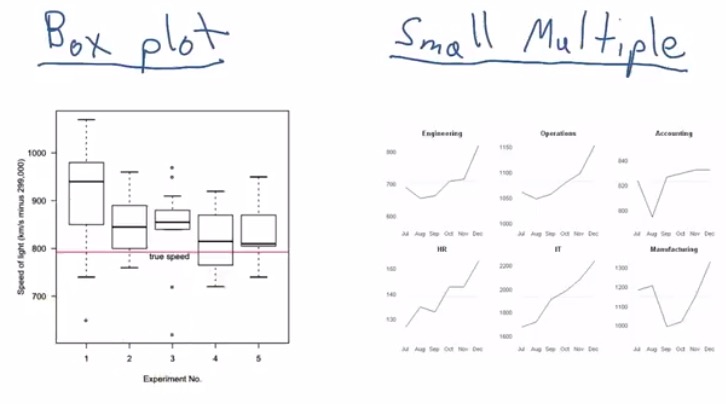 Box plot
Small Multiple
Speed of light (km/s minus 299,000)
1000
900
800
700
true speed
1 2 3 4 5
Experiment No.
Engineering
800
700
600
Jul Aug Sep Oct Nov Dec
Operations
1150
1100
1050
1000
Jul Aug Sep Oct Nov Dec
Accounting
840
800
Jul Aug Sep Oct Nov Dec
HR
150
140
130
Jul Aug Sep Oct Nov Dec
IT
2200
2000
1800
1600
Jul Aug Sep Oct Nov Dec
Manufacturing
1300
1200
1100
1000
Jul Aug Sep Oct Nov Dec